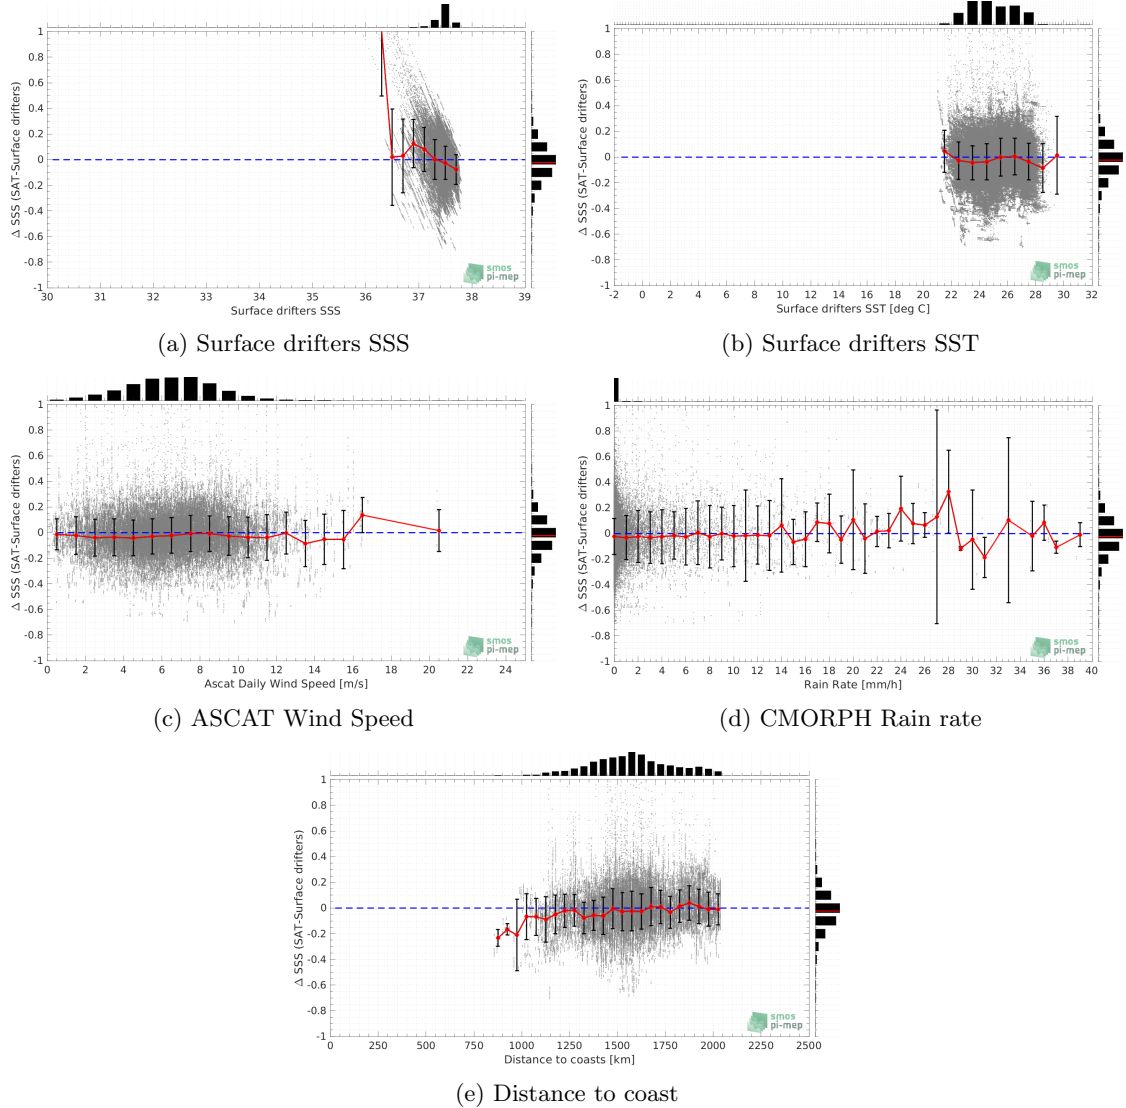 1
0.8
0.6
0.4
0.2
0
-0.2
-0.4
-0.6
-0.8
-1
Δ SSS (SAT-Surface drifters)
smos
pi-mep
30 31 32 33 34 35 36 37 38 39
Surface drifters SSS
(a) Surface drifters SSS
1
0.8
0.6
0.4
0.2
0
-0.2
-0.4
-0.6
-0.8
-1
Δ SSS (SAT-Surface drifters)
smos
pi-mep
-2 0 2 4 6 8 10 12 14 16 18 20 22 24 26 28 30 32
Surface drifters SST [deg C]
(b) Surface drifters SST
1
0.8
0.6
0.4
0.2
0
-0.2
-0.4
-0.6
-0.8
-1
Δ SSS (SAT-Surface drifters)
smos
pi-mep
0 2 4 6 8 10 12 14 16 18 20 22 24
Ascat Daily Wind Speed [m/s]
(c) ASCAT Wind Speed
1
0.8
0.6
0.4
0.2
0
-0.2
-0.4
-0.6
-0.8
-1
Δ SSS (SAT-Surface drifters)
smos
pi-mep
0 2 4 6 8 10 12 14 16 18 20 22 24 26 28 30 32 34 36 38 40
Rain Rate [mm/h]
(d) CMORPH Rain rate
1
0.8
0.6
0.4
0.2
0
-0.2
-0.4
-0.6
-0.8
-1
Δ SSS (SAT-Surface drifters)
smos
pi-mep
0 250 500 750 1000 1250 1500 1750 2000 2250 2500
Distance to coasts [km]
(e) Distance to coast